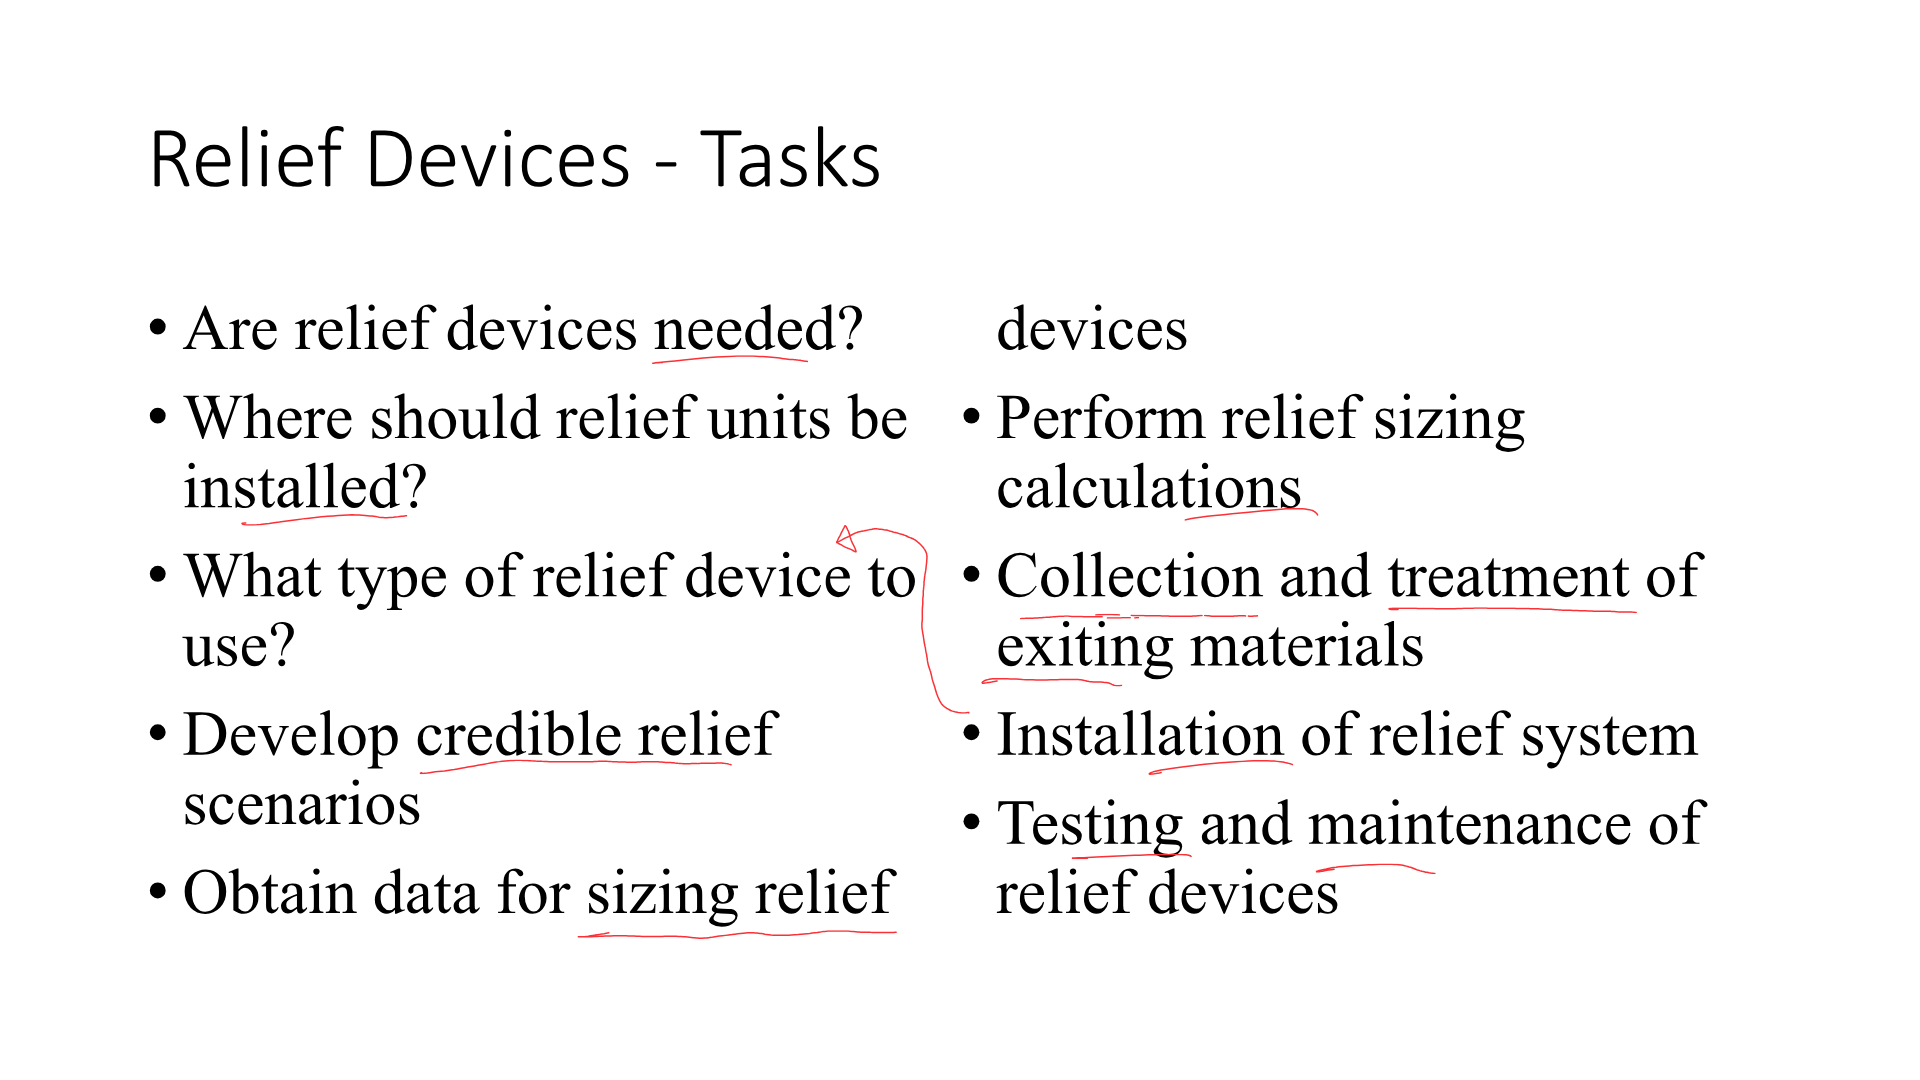 Relief Devices - Tasks
• Are relief devices needed?
• Where should relief units be
installed?
• What type of relief device to
use?
• Develop credible relief
scenarios
• Obtain data for sizing relief
devices
• Perform relief sizing
calculations
• Collection and treatment of
exiting materials
• Installation of relief system
• Testing and maintenance of
relief devices